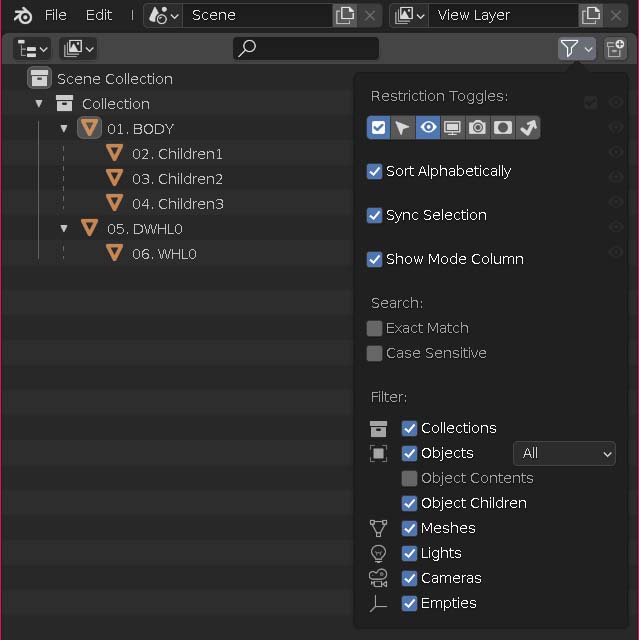 File Edit Scene View Layer
Scene Collection
Collection
01. BODY
02. Children1
03. Children2
04. Children3
05. DWHL0
06. WHL0
Restriction Toggles:
Sort Alphabetically
Sync Selection
Show Mode Column
Search:
Exact Match
Case Sensitive
Filter:
Collections
Objects All
Object Contents
Object Children
Meshes
Lights
Cameras
Empties